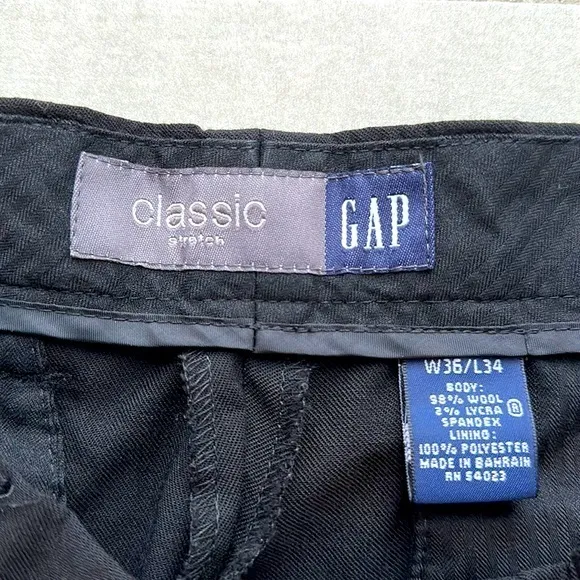 classic
stretch
GAP
W36/L34
BODY:
98% WOOL
2% LYCRA ®
SPANDEX
LINING:
100% POLYESTER
MADE IN BAHRAIN
RN 54023